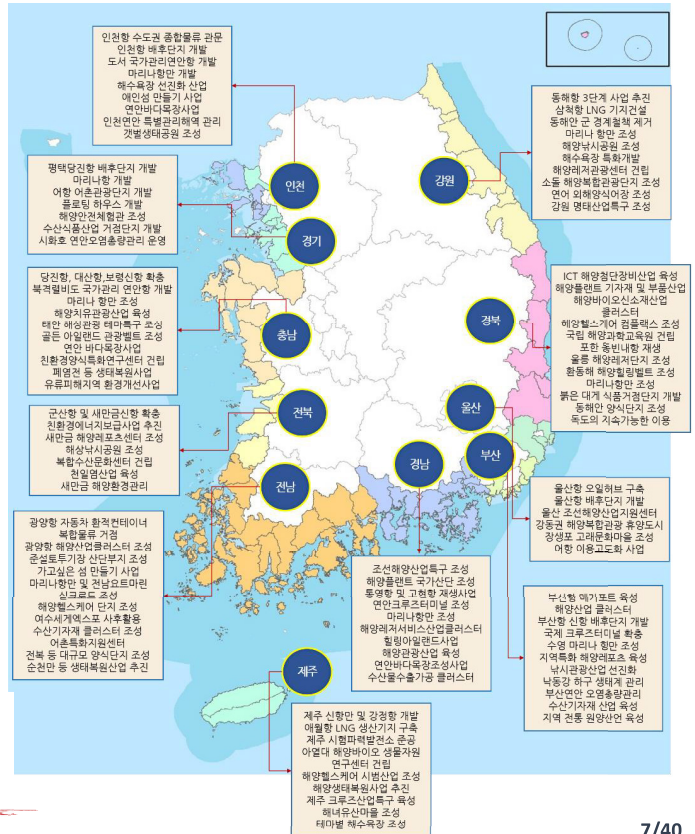 인천항 수도권 종합물류 관문
인천항 배후단지 개발
도서 국가관리연안항 개발
마리나항만 개발
해수욕장 선진화 산업
애인섬 만들기 사업
연안바다목장사업
인천연안 특별관리해역 관리
갯벌생태공원 조성
동해항 3단계 사업 추진
삼척항 LNG 기지건설
동해안 군 경계철책 제거
마리나 항만 조성
해양낚시공원 조성
해수욕장 특화개발
해양레저관광센터 건립
소돌 해양복합관광단지 조성
연어 외해양식어장 조성
강원 명태산업특구 조성
평택당진항 배후단지 개발
마리나항 개발
어항 어촌관광단지 개발
플로팅 하우스 개발
해양안전체험관 조성
수산식품산업 거점단지 개발
시화호 연안오염총량관리 운영
인천
강원
경기
당진항, 대산항,보령신항 확충
북격렬비도 국가관리 연안항 개발
마리나 항만 조성
해양치유관광산업 육성
태안 해상관광 테마특구 조성
골든 아일랜드 관광벨트 조성
연안 바다목장사업
친환경양식특화연구센터 건립
폐염전 등 생태복원사업
유류피해지역 환경개선사업
충남
경북
ICT 해양첨단장비산업 육성
해양플랜트 기자재 및 부품산업
해양바이오신소재산업
클러스터
해양헬스케어 컴플랙스 조성
국립 해양과학교육원 건립
포한 동빈내항 재생
울릉 해양레저단지 조성
환동해 해양힐링벨트 조성
마리나항만 조성
붉은 대게 식품거점단지 개발
동해안 양식단지 조성
독도의 지속가능한 이용
군산항 및 새만금신항 확충
친환경에너지보급사업 추진
새만금 해양레포츠센터 조성
해상낚시공원 조성
복합수산문화센터 건립
천일염산업 육성
새만금 해양환경관리
전북
울산
부산
경남
전남
울산항 오일허브 구축
울산항 배후단지 개발
울산 조선해양산업지원센터
강동권 해양복합관광 휴양도시
장생포 고래문화마을 조성
어항 이용고도화 사업
광양항 자동차 환적컨테이너
복합물류 거점
광양항 해양산업클러스터 조성
준설토투기장 산단부지 조성
가고싶은 섬 만들기 사업
마리나항만 및 전남요트마린
실크로드 조성
해양헬스케어 단지 조성
여수세계엑스포 사후활용
수산기자재 클러스터 조성
어촌특화지원센터
전복 등 대규모 양식단지 조성
순천만 등 생태복원산업 추진
조선해양산업특구 조성
해양플랜트 국가산단 조성
통영항 및 고현항 재생사업
연안크루즈터미널 조성
마리나항만 조성
해양레저서비스산업클러스터
힐링아일랜드 조성
해양관광산업 육성
연안바다목장조성사업
수산물수출가공 클러스터
부산항 메가포트 육성
해양산업 클러스터
부산항 신항 배후단지 개발
국제 크루즈터미널 확충
수영 마리나 항만 조성
지역특화 해양레포츠 육성
낚시관광산업 선진화
낙동강 하구 생태계 관리
부산연안 오염총량관리
수산기자재 산업 육성
지역 전통 원양산언 육성
제주
제주 신항만 및 강정항 개발
애월항 LNG 생산기지 구축
제주 시험파력발전소 준공
아열대 해양바이오 생물자원
연구센터 건립
해양헬스케어 시범산업 조성
해양생태복원사업 추진
제주 크루즈산업특구 육성
해녀유산마을 조성
테마별 해수욕장 조성
7/40